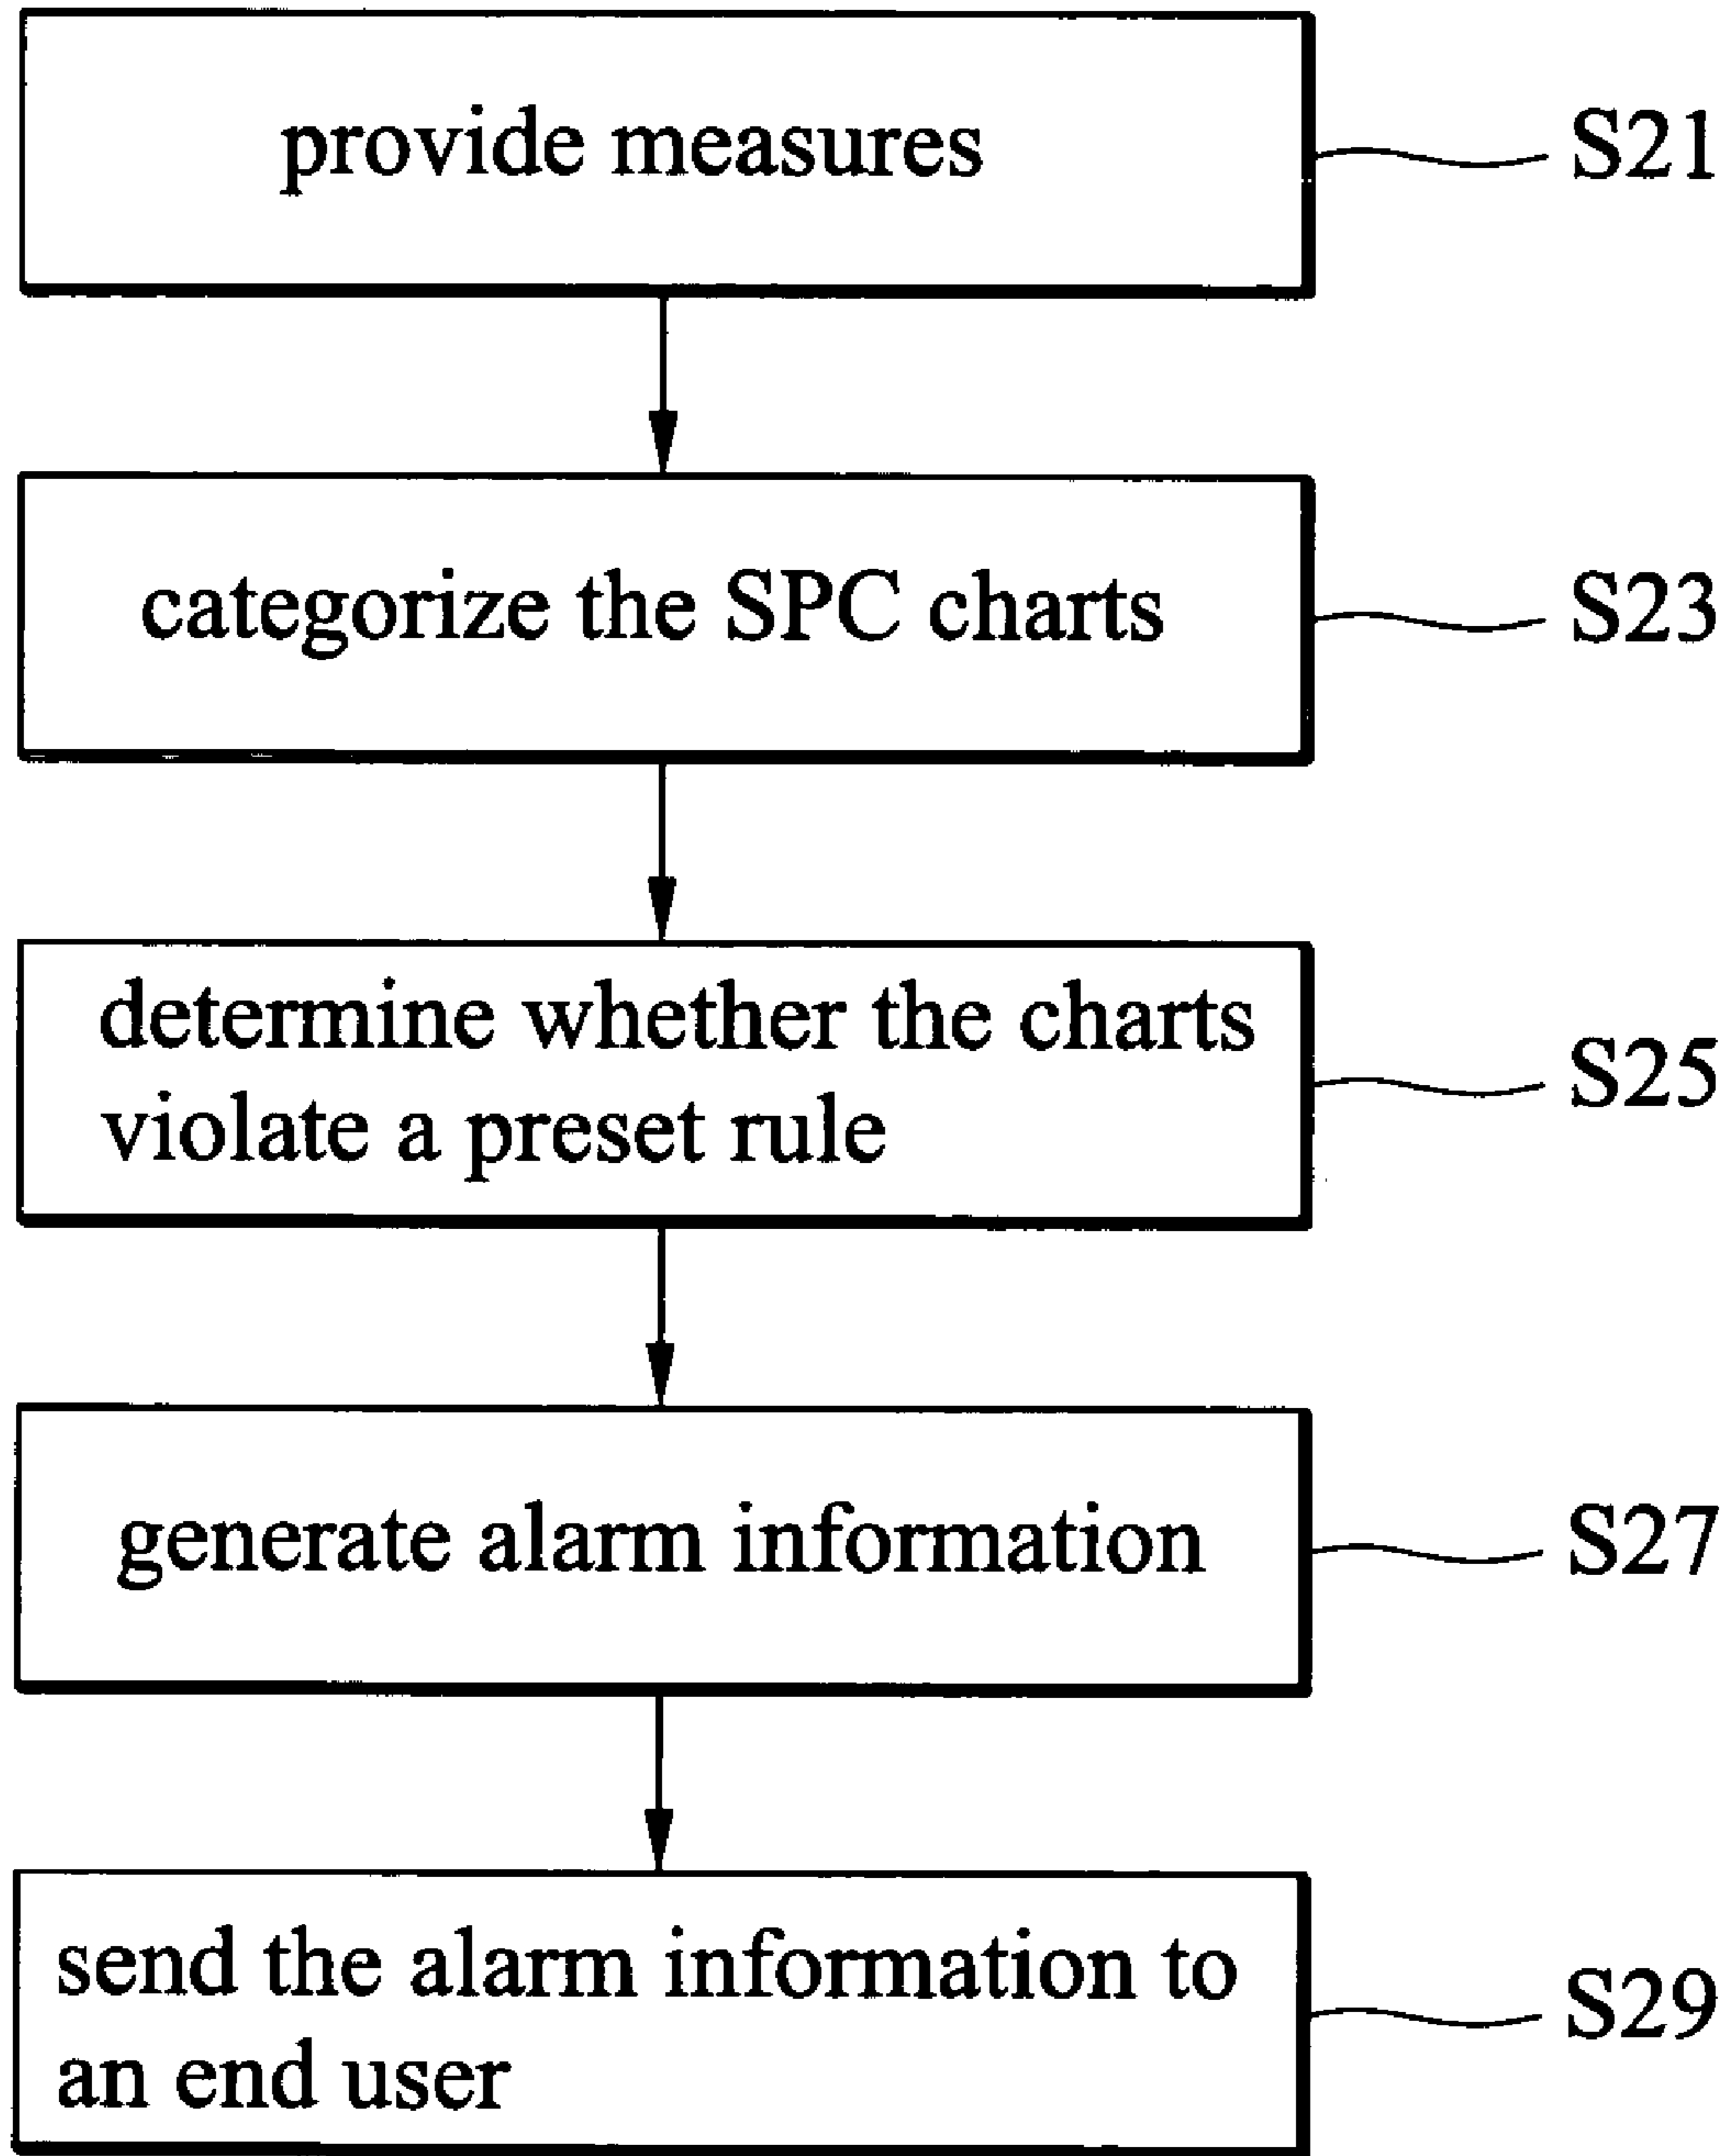 provide measures
S21
categorize the SPC charts
S23
determine whether the charts
violate a preset rule
S25
generate alarm information
S27
send the alarm information to
an end user
S29